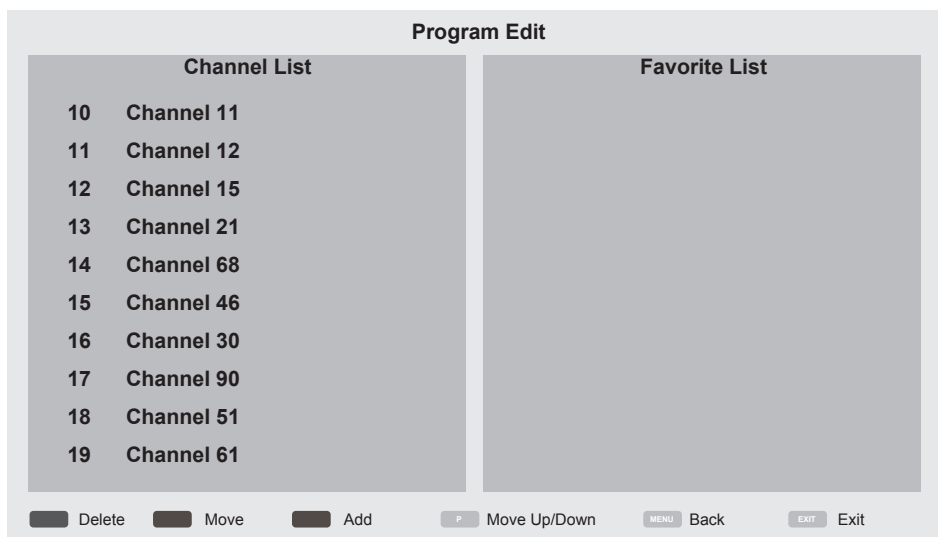 Program Edit
Channel List
10 Channel 11
11 Channel 12
12 Channel 15
13 Channel 21
14 Channel 68
15 Channel 46
16 Channel 30
17 Channel 90
18 Channel 51
19 Channel 61
Favorite List
Delete Move Add P Move Up/Down MENU Back EXIT Exit